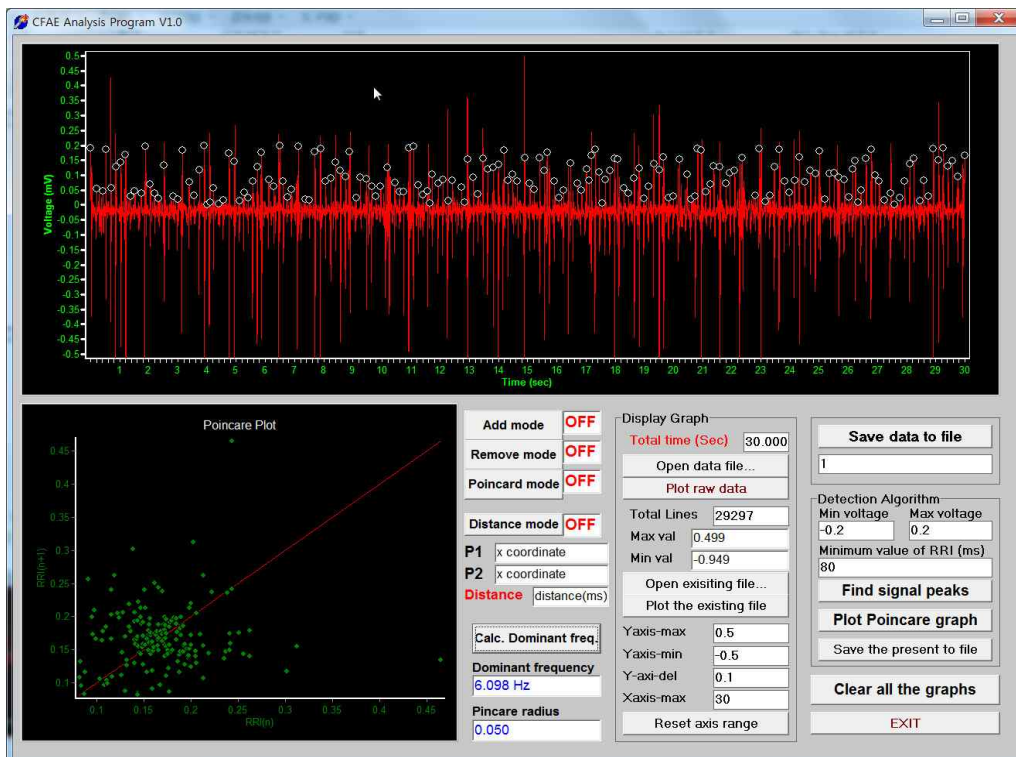 CFAE Analysis Program V1.0
0.5
0.45
0.4
0.35
0.3
0.25
0.2
0.15
0.1
0.05
0
-0.05
-0.1
-0.15
-0.2
-0.25
-0.3
-0.35
-0.4
-0.45
-0.5
Voltage (mV)
1 2 3 4 5 6 7 8 9 10 11 12 13 14 15 16 17 18 19 20 21 22 23 24 25 26 27 28 29 30
Time (sec)
Poincare Plot
0.45
0.4
0.35
0.3
0.25
0.2
0.15
0.1
RRI(n+1)
0.1 0.15 0.2 0.25 0.3 0.35 0.4 0.45
RRI(n)
Add mode OFF
Remove mode OFF
Poincard mode OFF
Distance mode OFF
P1 x coordinate
P2 x coordinate
Distance distance(ms)
Calc. Dominant freq.
Dominant frequency
6.098 Hz
Pincare radius
0.050
Display Graph
Total time (Sec) 30.000
Open data file...
Plot raw data
Total Lines 29297
Max val 0.499
Min val -0.949
Open exisiting file...
Plot the existing file
Yaxis-max 0.5
Yaxis-min -0.5
Y-axi-del 0.1
Xaxis-max 30
Reset axis range
Save data to file
1
Detection Algorithm
Min voltage Max voltage
-0.2 0.2
Minimum value of RRI (ms)
80
Find signal peaks
Plot Poincare graph
Save the present to file
Clear all the graphs
EXIT